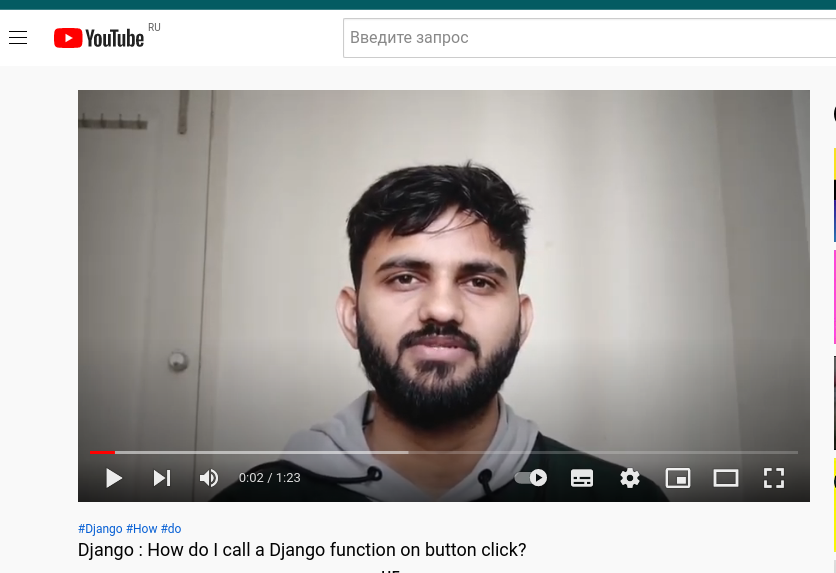 YouTube RU
Введите запрос
0:02 / 1:23
#Django #How #do
Django : How do I call a Django function on button click?